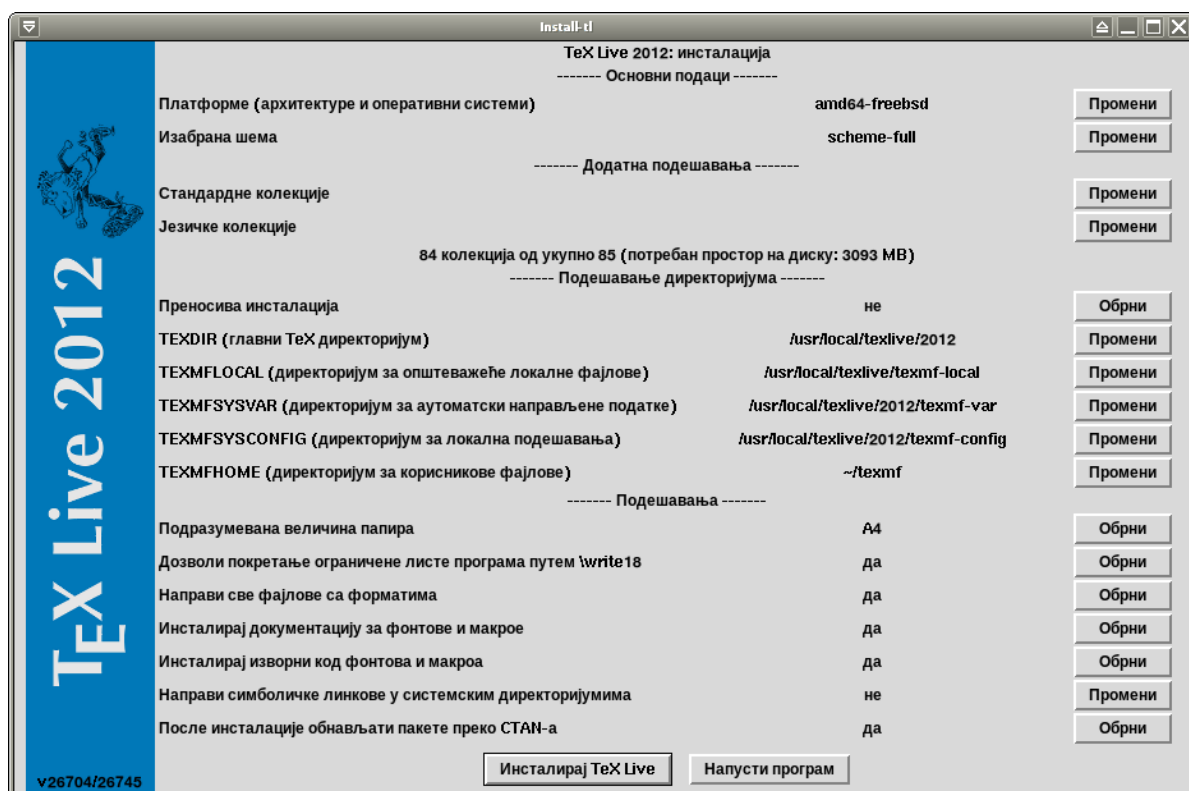 Install-tl
TeX Live 2012: инсталација
------- Основни подаци -------
Платформе (архитектуре и оперативни системи) amd64-freebsd Промени
Изабрана шема scheme-full Промени
------- Додатна подешавања -------
Стандардне колекције Промени
Језичке колекције Промени
84 колекција од укупно 85 (потребан простор на диску: 3093 MB)
------- Подешавање директоријума -------
Преносива инсталација не Обрни
TEXDIR (главни TeX директоријум) /usr/local/texlive/2012 Промени
TEXMFLOCAL (директоријум за општеважеће локалне фајлове) /usr/local/texlive/texmf-local Промени
TEXMFSYSVAR (директоријум за аутоматски направљене податке) /usr/local/texlive/2012/texmf-var Промени
TEXMFSYSCONFIG (директоријум за локална подешавања) /usr/local/texlive/2012/texmf-config Промени
TEXMFHOME (директоријум за корисникове фајлове) ~/texmf Промени
------- Подешавања -------
Подразумевана величина папира A4 Обрни
Дозволи покретање ограничене листе програма путем \write18 да Обрни
Направи све фајлове са форматима да Обрни
Инсталирај документацију за фонтове и макрое да Обрни
Инсталирај изворни код фонтова и макроа да Обрни
Направи симболичке линкове у системским директоријумима не Промени
После инсталације обнављати пакете преко CTAN-а да Обрни
Инсталирај TeX Live Напусти програм
TEX Live 2012
v26704/26745